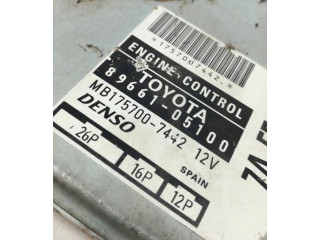 *1757007442.*
ENGINE CONTROL
TOYOTA
89661-05100
MB175700-7442 12V
DENSO
SPAIN
26P 16P 12P